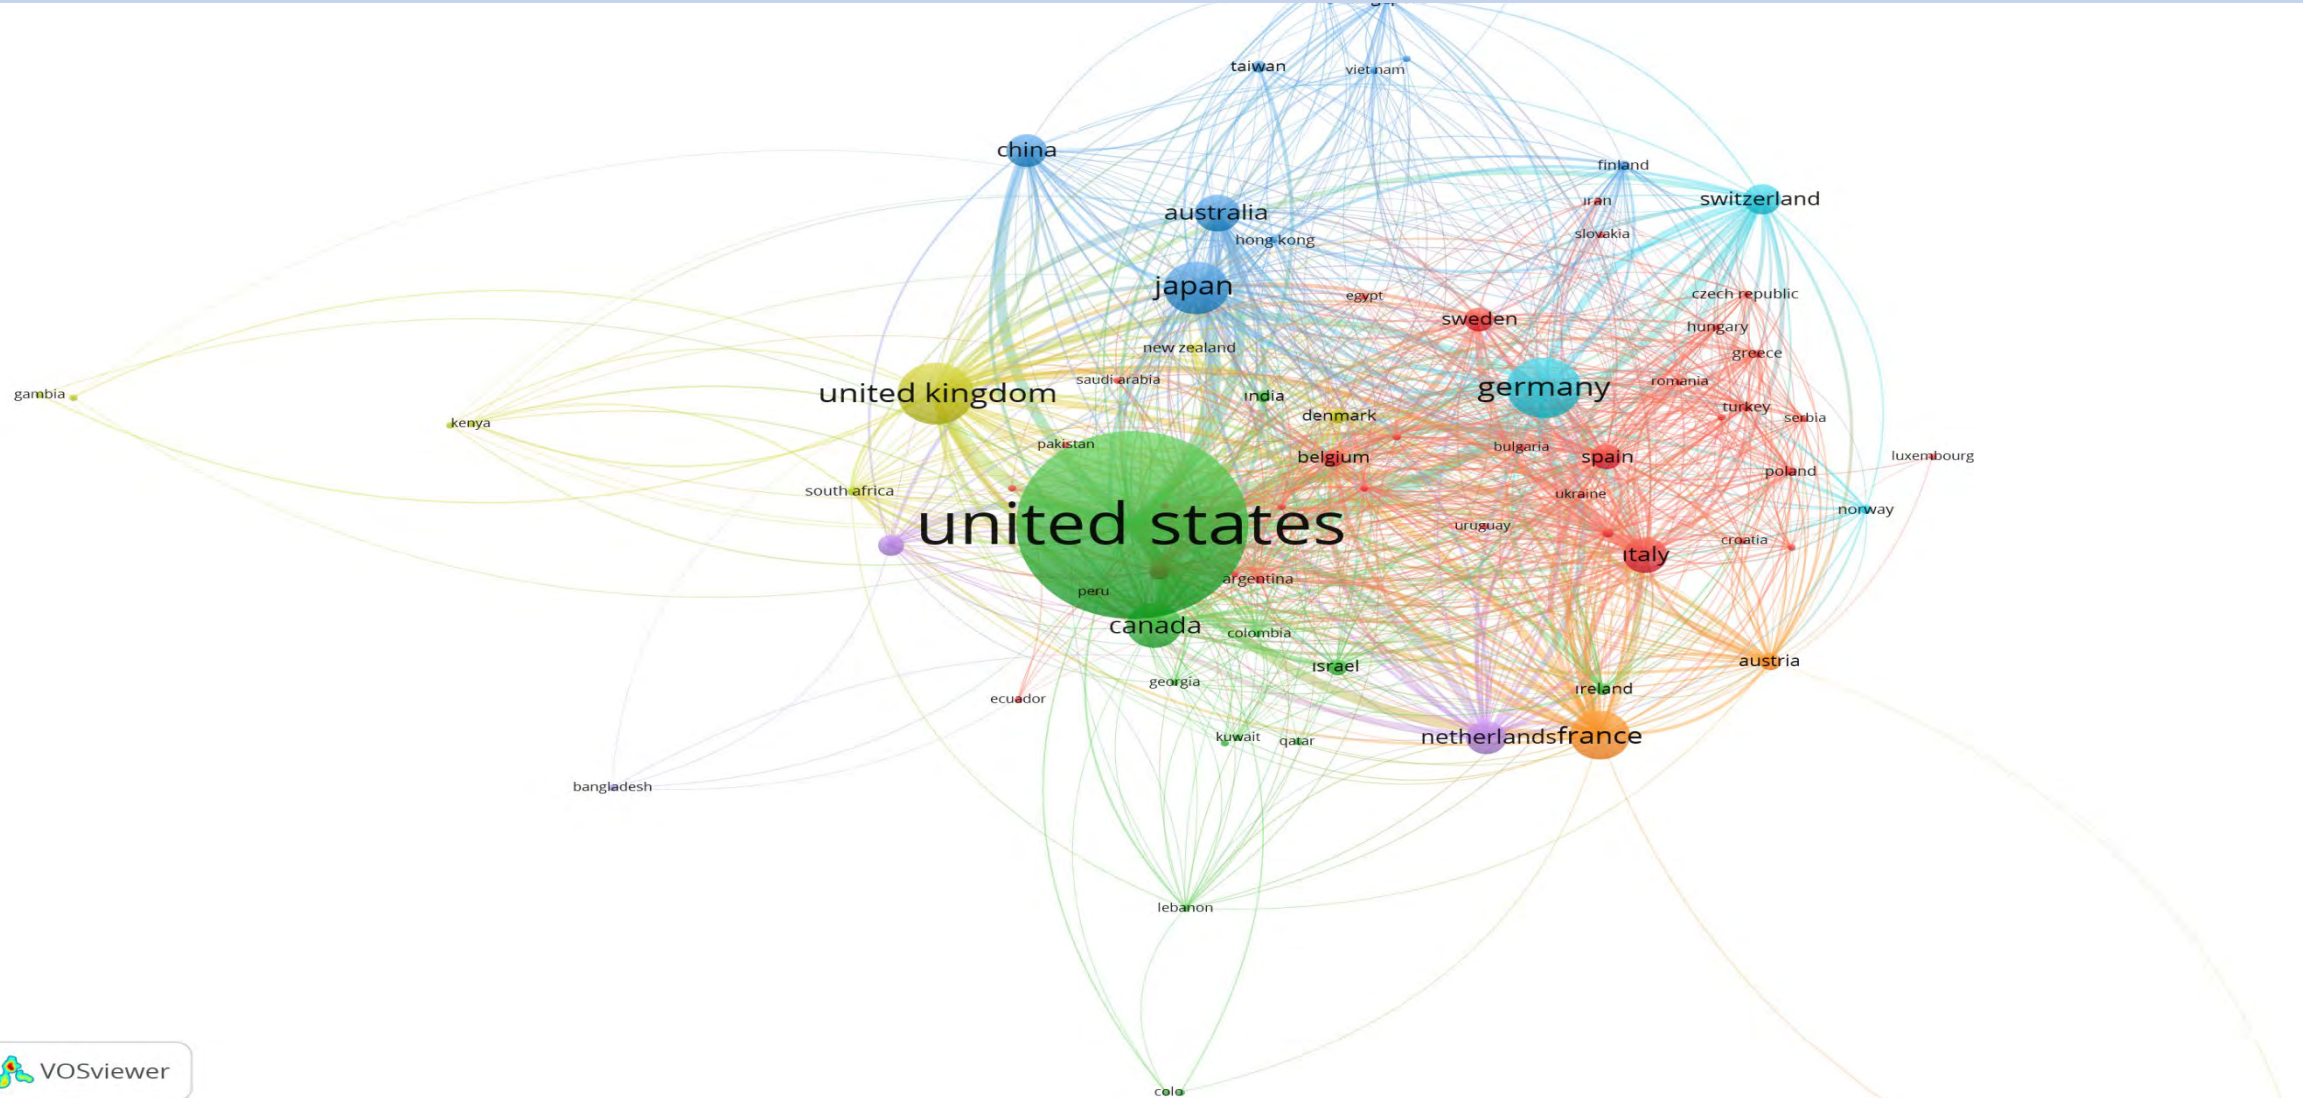 taiwan
viet nam
china
finland
switzerland
iran
australia
slovakia
hong kong
japan
czech republic
egypt
sweden
hungary
new zealand
greece
saudi arabia
romania
germany
united kingdom
gambia
india
turkey
denmark
serbia
kenya
pakistan
bulgaria
belgium
spain
luxembourg
poland
south africa
ukraine
norway
united states
uruguay
croatia
italy
argentina
peru
canada
colombia
austria
israel
georgia
ireland
ecuador
netherlands
france
kuwait
qatar
bangladesh
lebanon
VOSviewer
colo